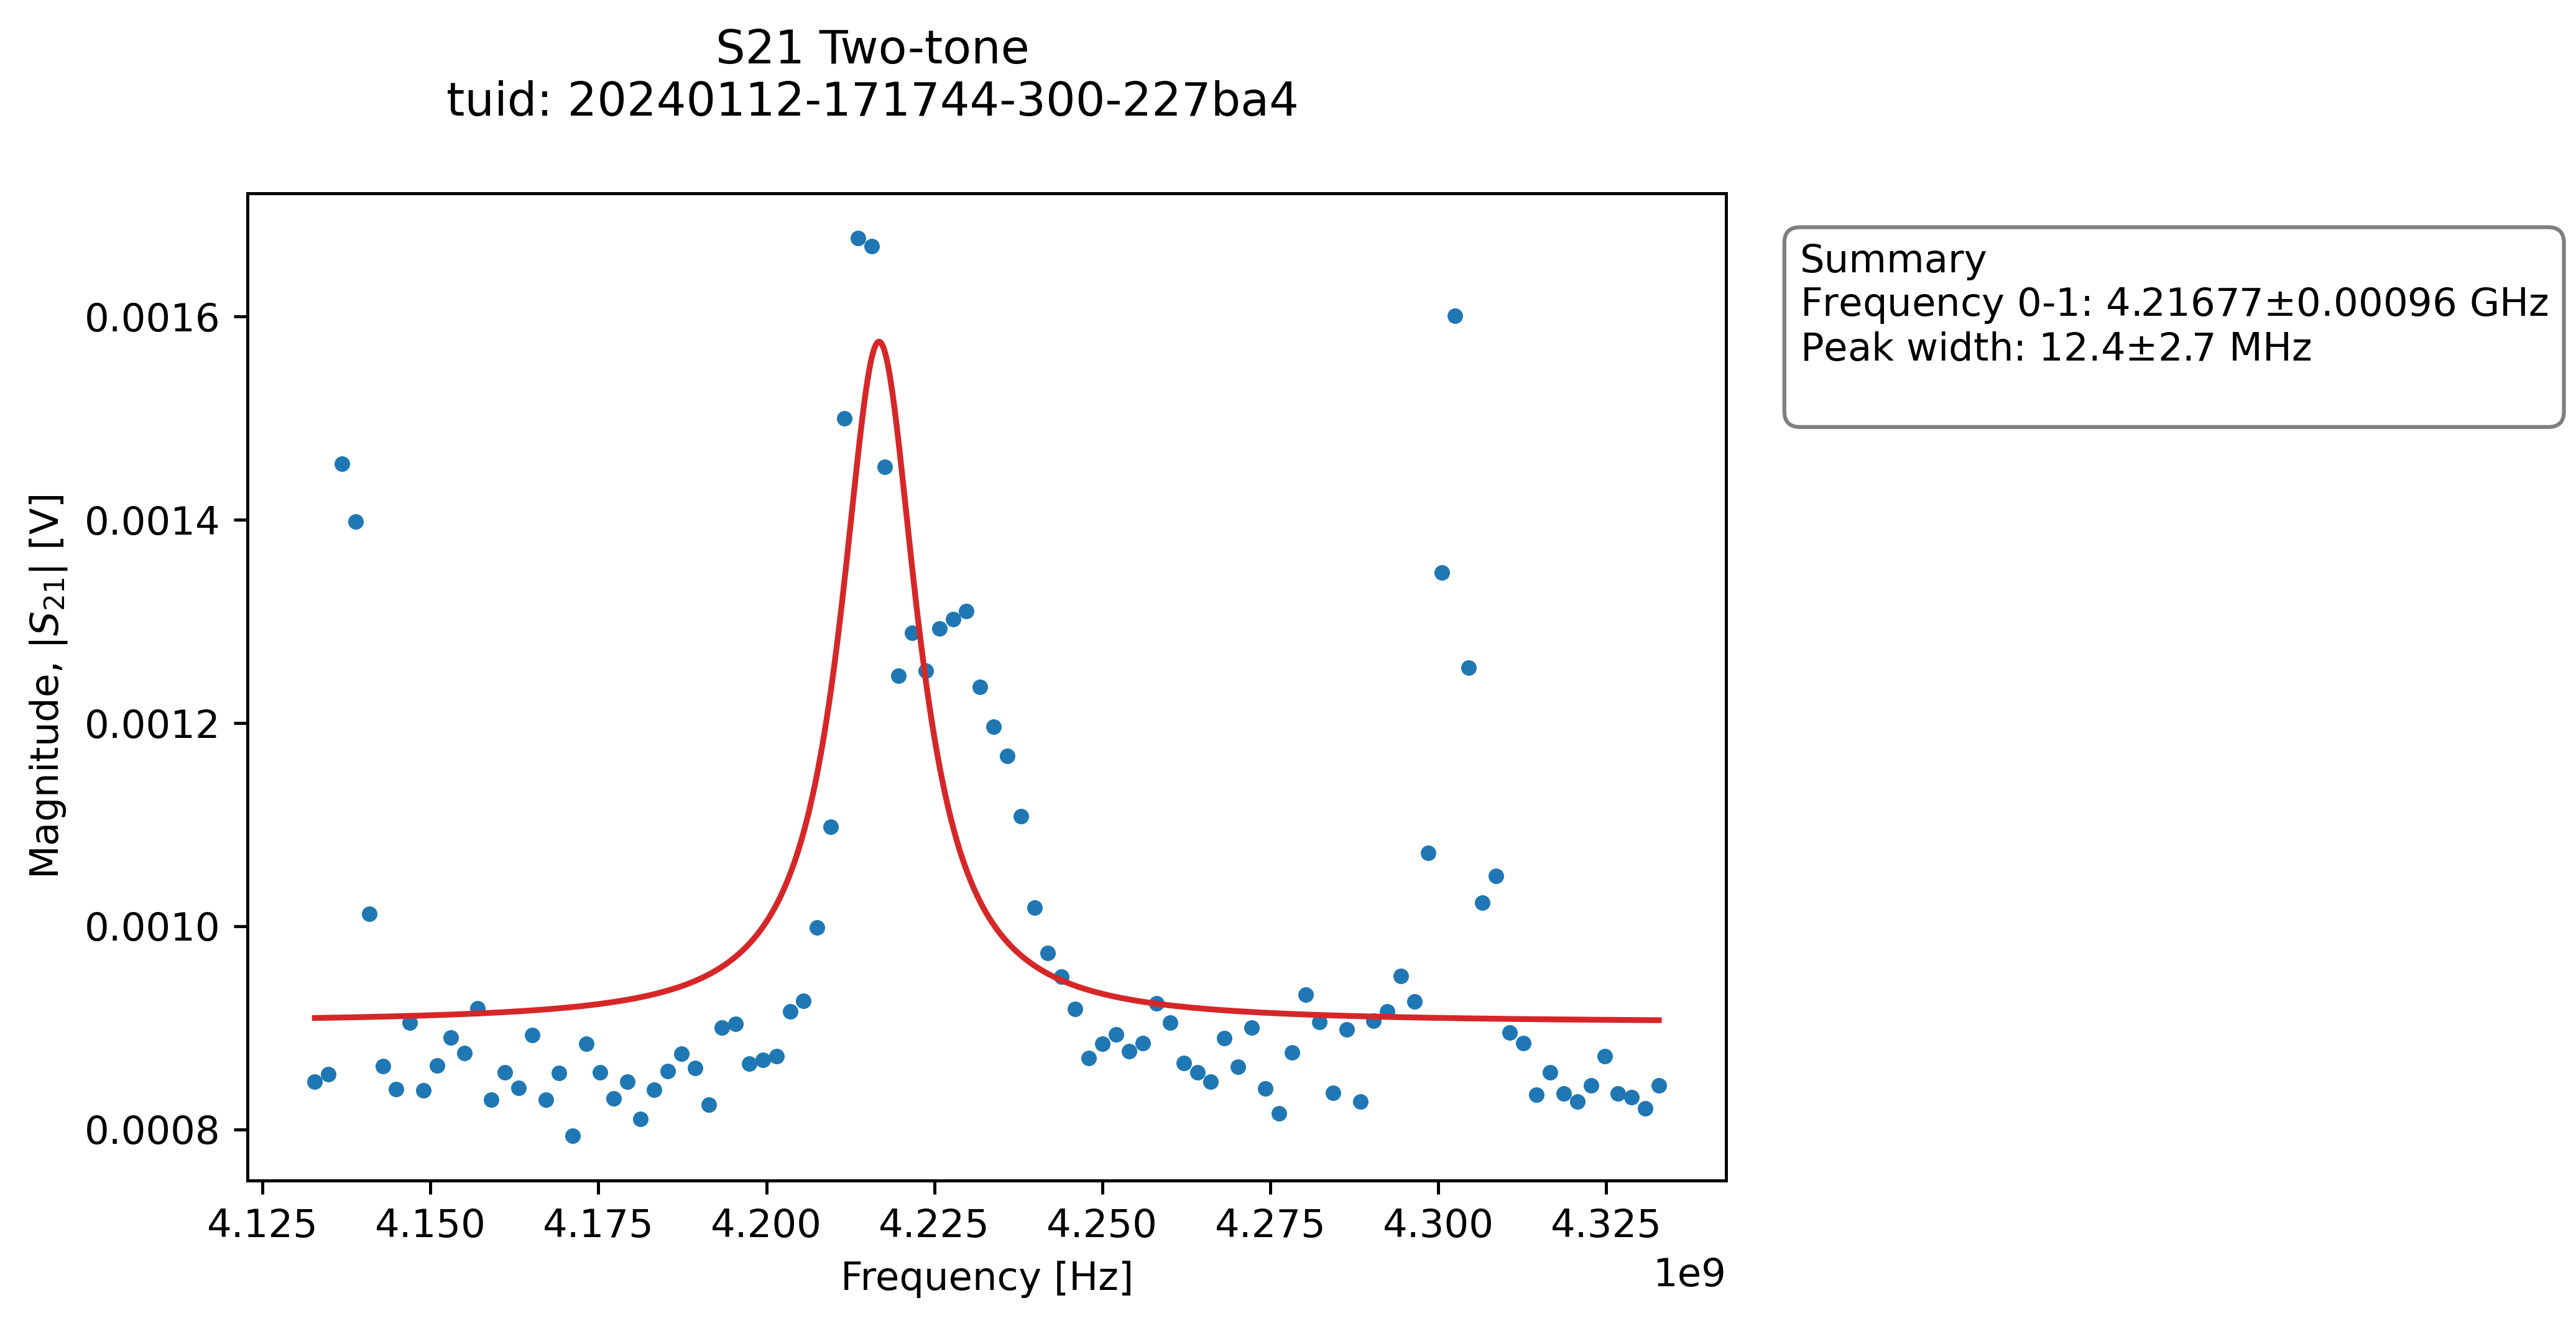 S21 Two-tone
tuid: 20240112-171744-300-227ba4
Summary
Frequency 0-1: 4.21677±0.00096 GHz
Peak width: 12.4±2.7 MHz
Magnitude, |S₂₁| [V]
0.0016
0.0014
0.0012
0.0010
0.0008
4.125 4.150 4.175 4.200 4.225 4.250 4.275 4.300 4.325
1e9
Frequency [Hz]